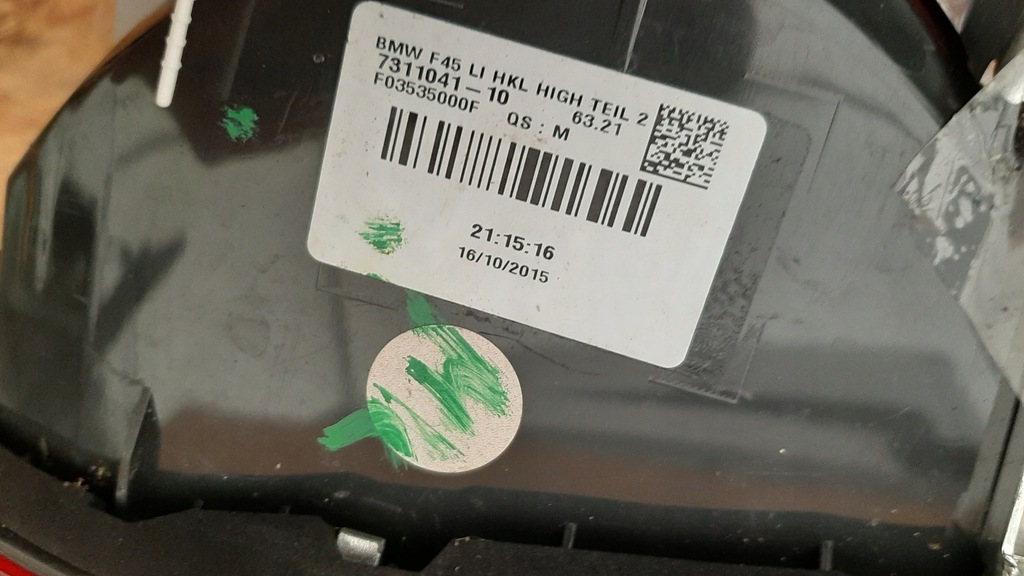 BMW F45 LI HKL HIGH TEIL 2
7311041-10 63.21
F03535000F QS: M
21:15:16
16/10/2015